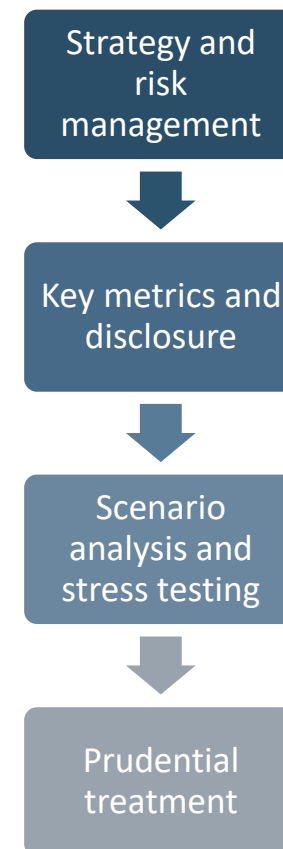 Strategy and
risk
management
Key metrics and
disclosure
Scenario
analysis and
stress testing
Prudential
treatment